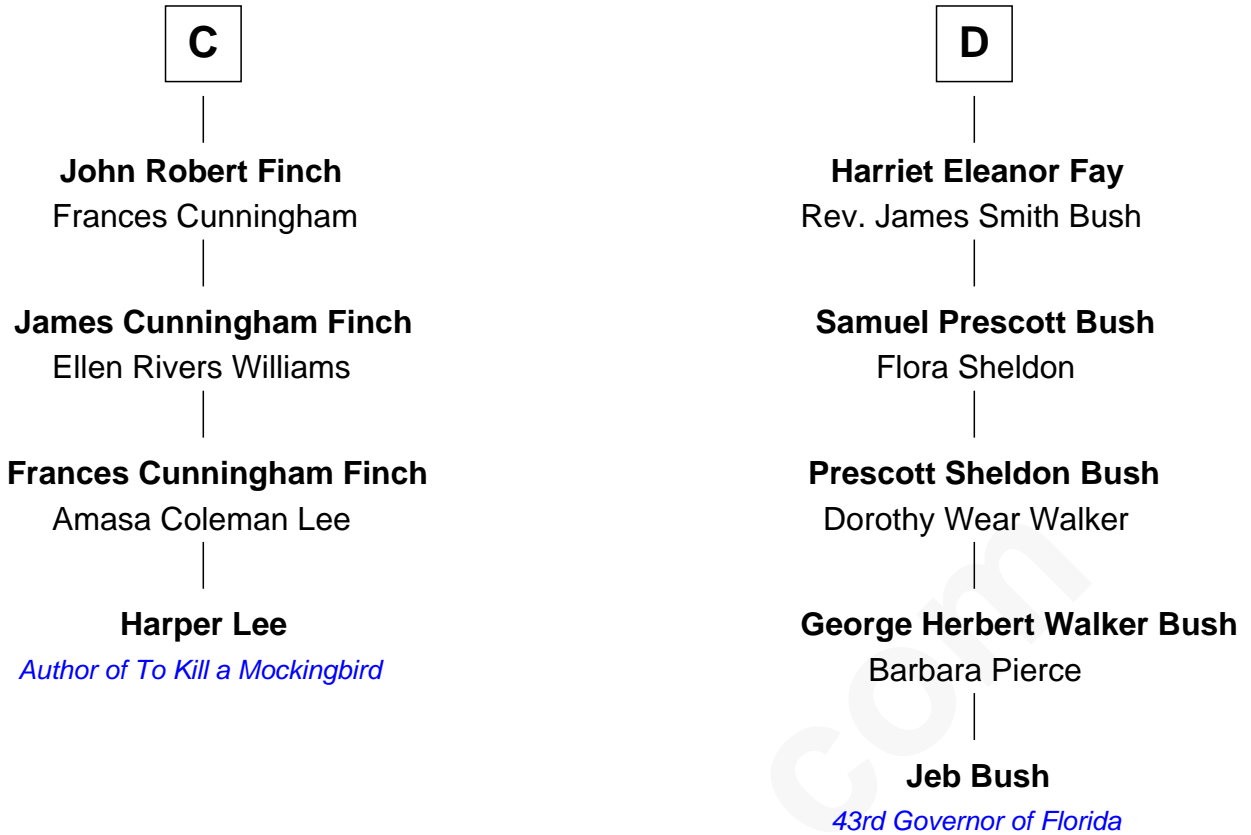 C
John Robert Finch
Frances Cunningham
James Cunningham Finch
Ellen Rivers Williams
Frances Cunningham Finch
Amasa Coleman Lee
Harper Lee
Author of To Kill a Mockingbird
D
Harriet Eleanor Fay
Rev. James Smith Bush
Samuel Prescott Bush
Flora Sheldon
Prescott Sheldon Bush
Dorothy Wear Walker
George Herbert Walker Bush
Barbara Pierce
Jeb Bush
43rd Governor of Florida
com